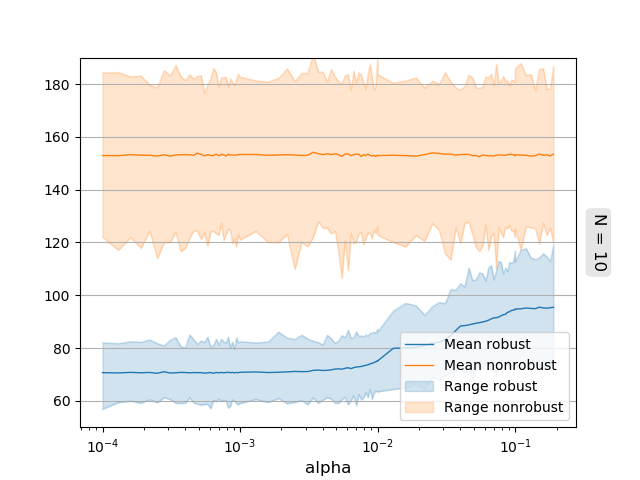 180
160
140
120
100
80
60
10⁻⁴
10⁻³
10⁻²
10⁻¹
alpha
N = 10
Mean robust
Mean nonrobust
Range robust
Range nonrobust